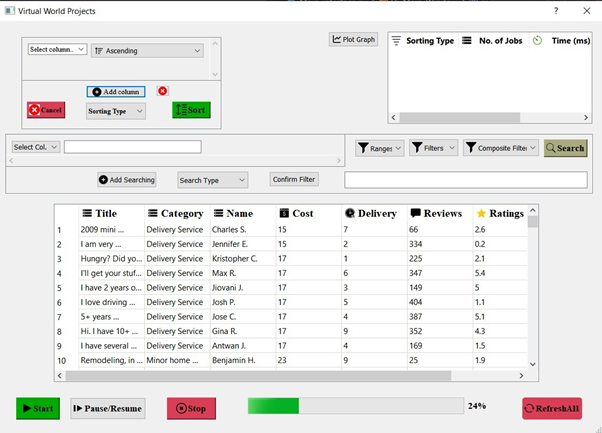 Virtual World Projects
Select column..
Ascending
Plot Graph
Sorting Type No. of Jobs Time (ms)
Add column
Cancel
Sorting Type
Sort
Select Col.
Ranges
Filters
Composite Filter
Search
Add Searching
Search Type
Confirm Filter
Title Category Name Cost Delivery Reviews Ratings
1 2009 mini ... Delivery Service Charles S. 15 7 66 2.6
2 I am very ... Delivery Service Jennifer E. 15 2 334 0.2
3 Hungry? Did yo... Delivery Service Kristopher C. 17 1 225 2.1
4 I'll get your stuf... Delivery Service Max R. 17 6 347 5.4
5 I have 2 years o... Delivery Service Jiovani J. 17 3 149 5
6 I love driving ... Delivery Service Josh P. 17 5 404 1.1
7 5+ years ... Delivery Service Jose C. 17 4 387 5.1
8 Hi. I have 10+ ... Delivery Service Gina R. 17 9 352 4.3
9 I have several ... Delivery Service Antwan J. 17 4 169 1.5
10 Remodeling, in ... Minor home ... Benjamin H. 23 9 25 1.9
Start
Pause/Resume
Stop
24%
RefreshAll